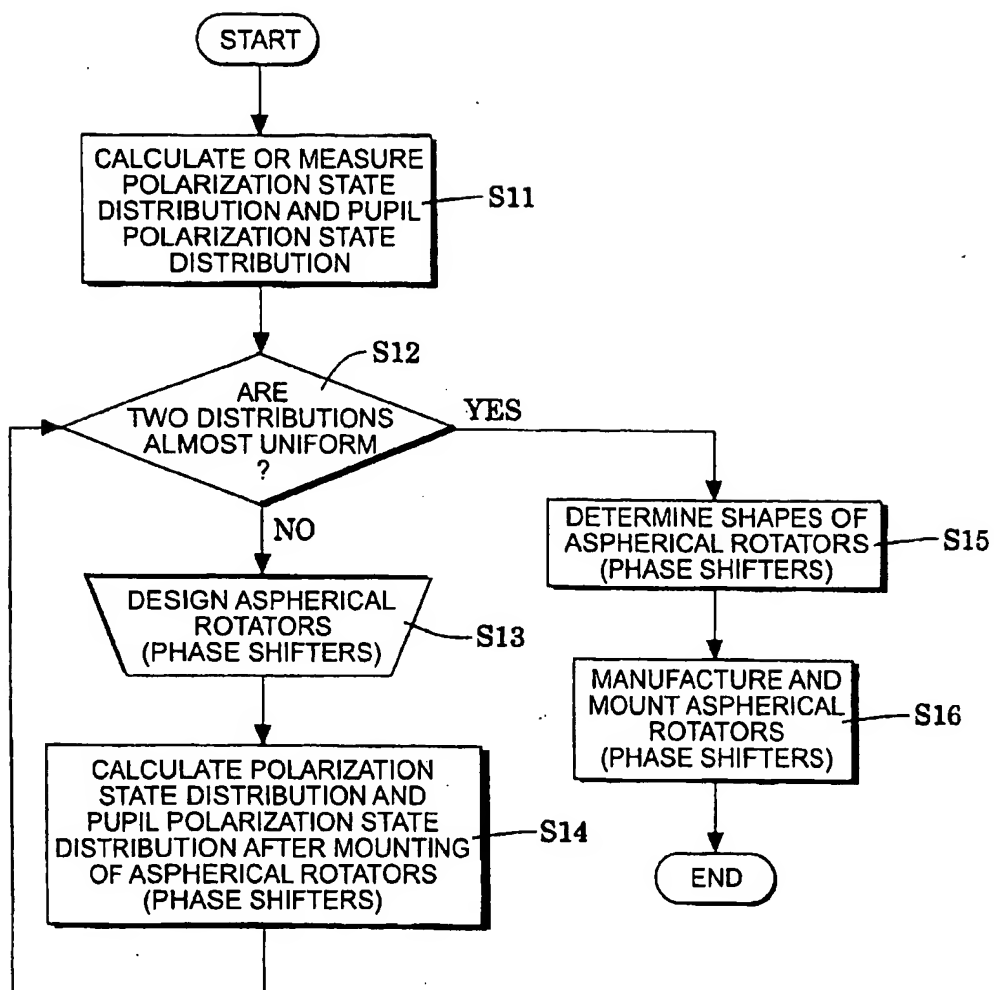 START
CALCULATE OR MEASURE
POLARIZATION STATE
DISTRIBUTION AND PUPIL
POLARIZATION STATE
DISTRIBUTION
S11
S12
ARE
TWO DISTRIBUTIONS
ALMOST UNIFORM
?
YES
NO
DESIGN ASPHERICAL
ROTATORS
(PHASE SHIFTERS)
S13
CALCULATE POLARIZATION
STATE DISTRIBUTION AND
PUPIL POLARIZATION STATE
DISTRIBUTION AFTER MOUNTING
OF ASPHERICAL ROTATORS
(PHASE SHIFTERS)
S14
DETERMINE SHAPES OF
ASPHERICAL ROTATORS
(PHASE SHIFTERS)
S15
MANUFACTURE AND
MOUNT ASPHERICAL
ROTATORS
(PHASE SHIFTERS)
S16
END